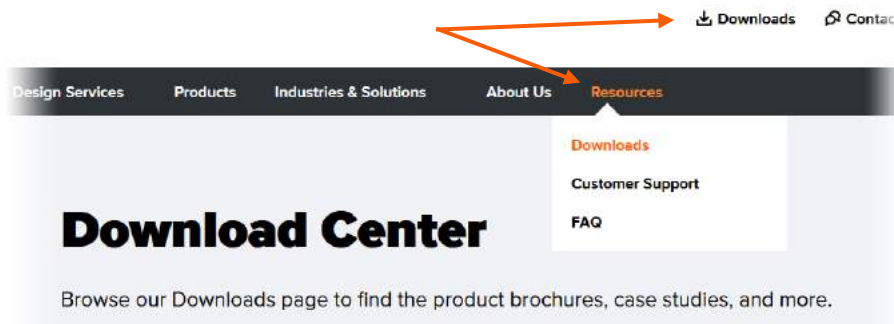 Downloads
Design Services Products Industries & Solutions About Us Resources
Downloads
Customer Support
FAQ
Download Center
Browse our Downloads page to find the product brochures, case studies, and more.